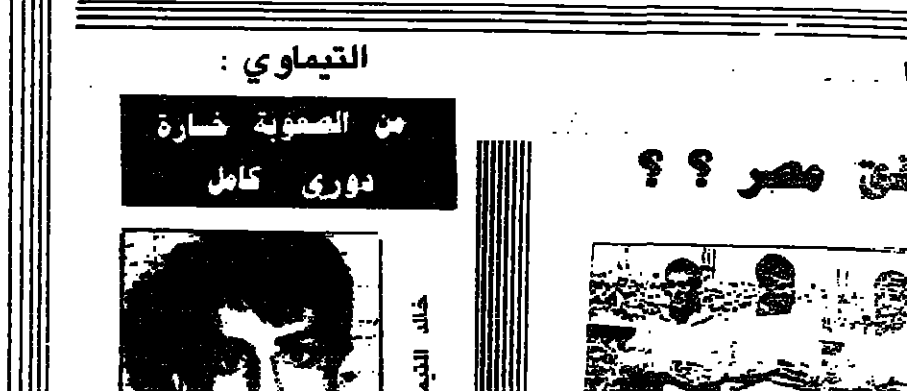 التيماوي :
من الصعوبة خسارة
دوري كامل
مصر ؟ ؟
خالد